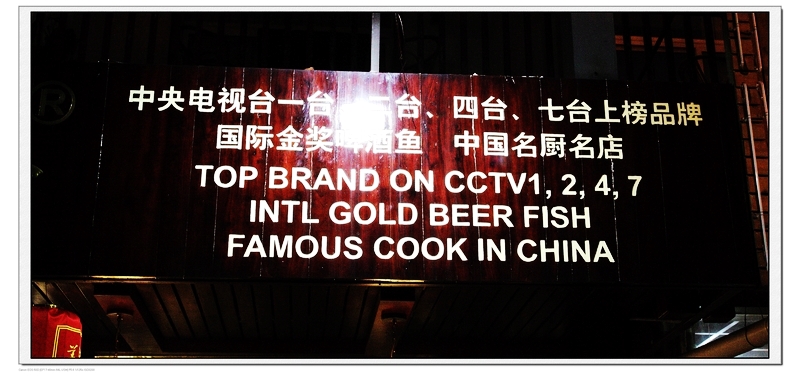 中央电视台一台、二台、四台、七台上榜品牌
国际金奖啤酒鱼 中国名厨名店
TOP BRAND ON CCTV1, 2, 4, 7
INTL GOLD BEER FISH
FAMOUS COOK IN CHINA
®